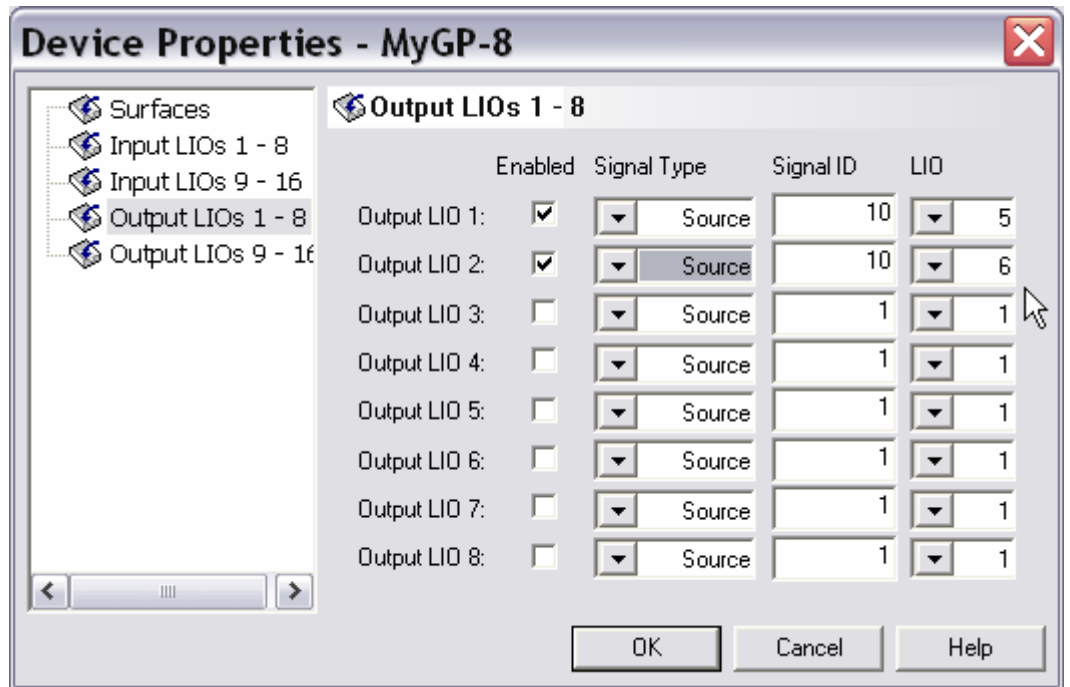 Device Properties - MyGP-8
Surfaces
Input LIOs 1 - 8
Input LIOs 9 - 16
Output LIOs 1 - 8
Output LIOs 9 - 16
Output LIOs 1 - 8
Enabled Signal Type Signal ID LIO
Output LIO 1: Source 10 5
Output LIO 2: Source 10 6
Output LIO 3: Source 1 1
Output LIO 4: Source 1 1
Output LIO 5: Source 1 1
Output LIO 6: Source 1 1
Output LIO 7: Source 1 1
Output LIO 8: Source 1 1
OK Cancel Help